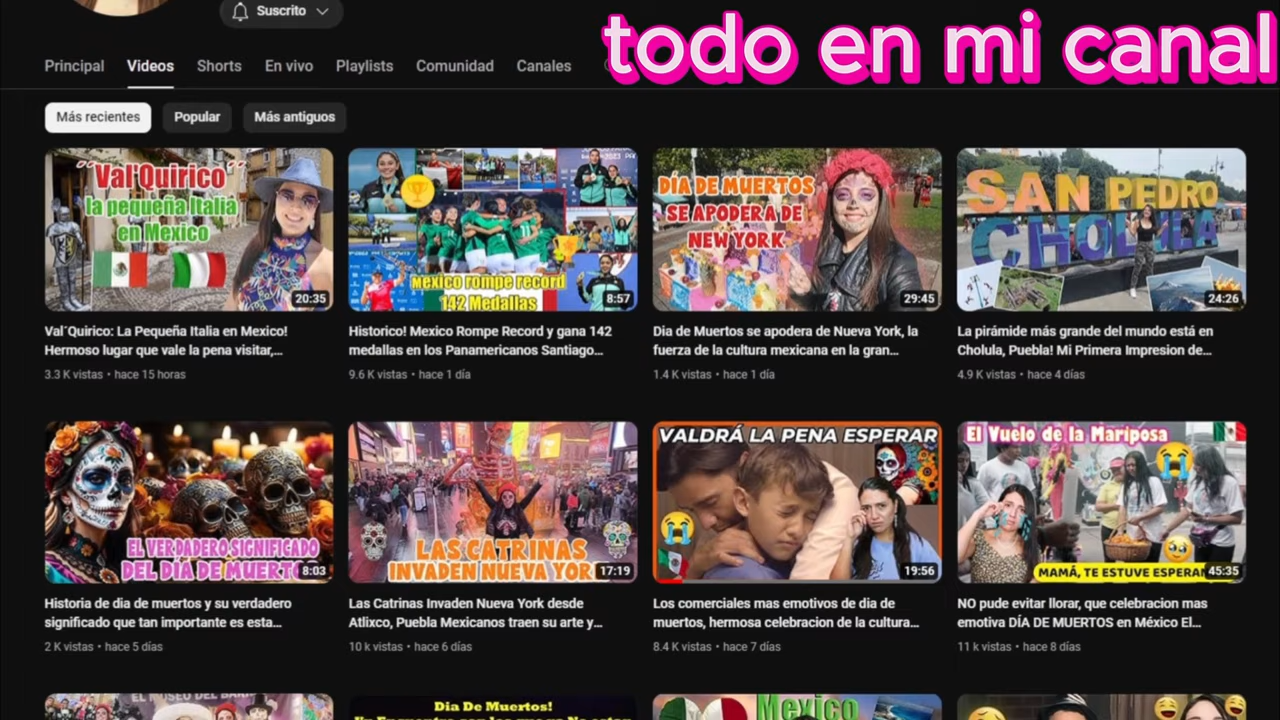 Suscrito
todo en mi canal
Principal Videos Shorts En vivo Playlists Comunidad Canales
Más recientes Popular Más antiguos
´´Val'Quirico´´
la pequeña Italia
en Mexico
20:35
Mexico rompe record
142 Medallas
8:57
DÍA DE MUERTOS
SE APODERA DE
NEW YORK
29:45
SAN PEDRO
CHOLULA
24:26
Val´Quirico: La Pequeña Italia en Mexico!
Hermoso lugar que vale la pena visitar,...
3.3 K vistas • hace 15 horas
Historico! Mexico Rompe Record y gana 142
medallas en los Panamericanos Santiago...
9.6 K vistas • hace 1 día
Dia de Muertos se apodera de Nueva York, la
fuerza de la cultura mexicana en la gran...
1.4 K vistas • hace 1 día
La pirámide más grande del mundo está en
Cholula, Puebla! Mi Primera Impresion de...
4.9 K vistas • hace 4 días
EL VERDADERO SIGNIFICADO
DEL DIA DE MUERTO
8:03
LAS CATRINAS
INVADEN NUEVA YOR
17:19
VALDRÁ LA PENA ESPERAR
19:56
El Vuelo de la Mariposa
MAMÁ, TE ESTUVE ESPERAN
45:35
Historia de dia de muertos y su verdadero
significado que tan importante es esta...
2 K vistas • hace 5 días
Las Catrinas Invaden Nueva York desde
Atlixco, Puebla Mexicanos traen su arte y...
10 k vistas • hace 6 días
Los comerciales mas emotivos de dia de
muertos, hermosa celebracion de la cultura...
8.4 K vistas • hace 7 días
NO pude evitar llorar, que celebracion mas
emotiva DÍA DE MUERTOS en México El...
11 k vistas • hace 8 días
EL MUSEO DEL
Dia De Muertos!
Mexico